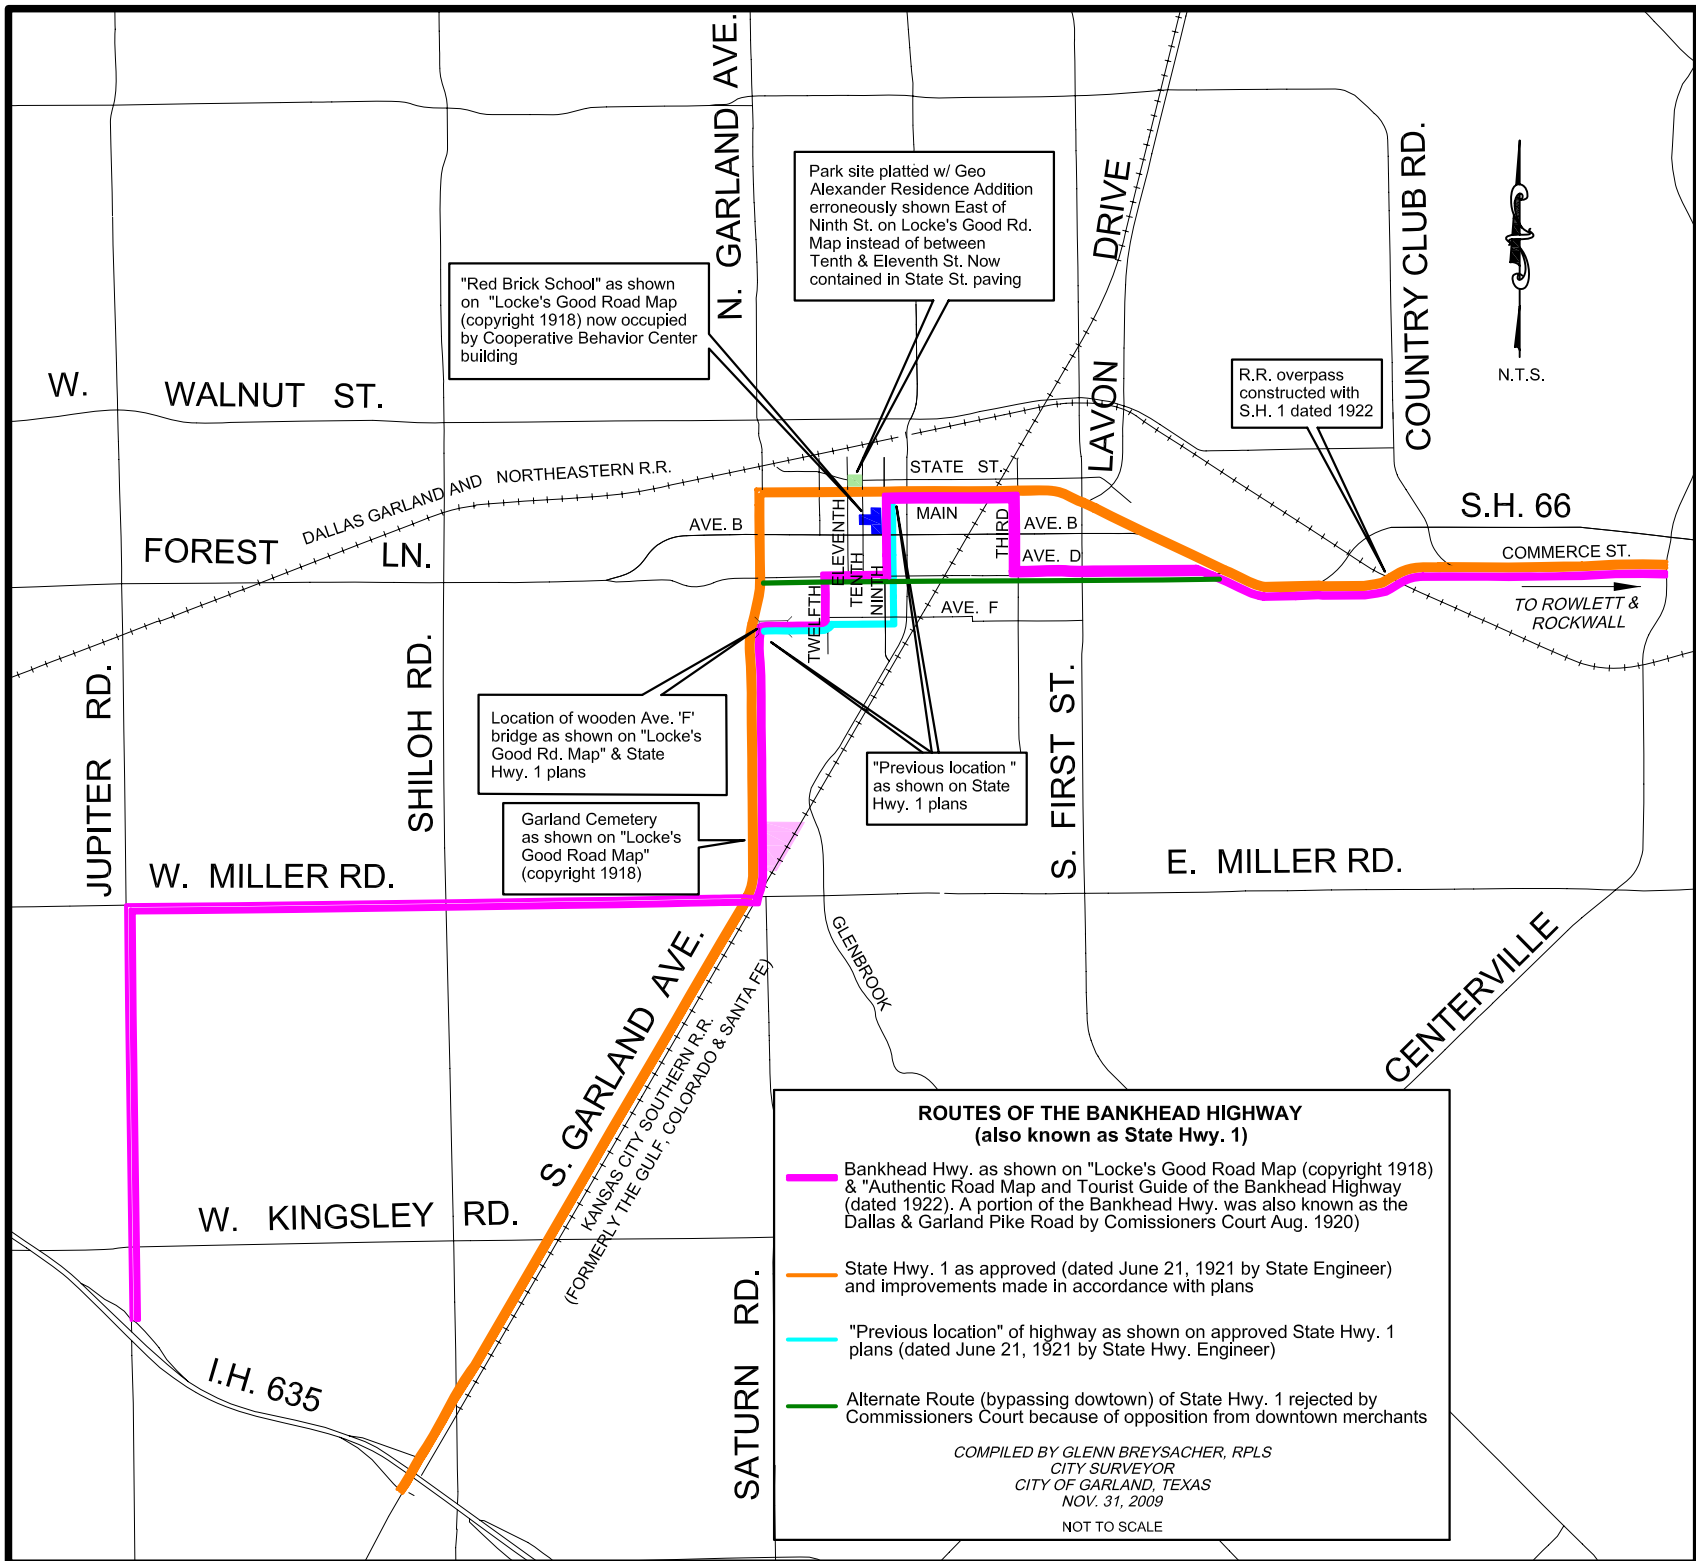 N. GARLAND AVE.
DRIVE
LAVON
COUNTRY CLUB RD.
N.T.S.
Park site platted w/ Geo
Alexander Residence Addition
erroneously shown East of
Ninth St. on Locke's Good Rd.
Map instead of between
Tenth & Eleventh St. Now
contained in State St. paving
"Red Brick School" as shown
on "Locke's Good Road Map
(copyright 1918) now occupied
by Cooperative Behavior Center
building
R.R. overpass
constructed with
S.H. 1 dated 1922
W. WALNUT ST.
DALLAS GARLAND AND NORTHEASTERN R.R.
STATE ST.
MAIN
AVE. B
AVE. B
THIRD
AVE. D
S.H. 66
COMMERCE ST.
TO ROWLETT &
ROCKWALL
FOREST LN.
ELEVENTH
TENTH
NINTH
TWELFTH
AVE. F
JUPITER RD.
SHILOH RD.
S. FIRST ST.
Location of wooden Ave. 'F'
bridge as shown on "Locke's
Good Rd. Map" & State
Hwy. 1 plans
"Previous location "
as shown on State
Hwy. 1 plans
Garland Cemetery
as shown on "Locke's
Good Road Map"
(copyright 1918)
W. MILLER RD.
E. MILLER RD.
GLENBROOK
CENTERVILLE
S. GARLAND AVE.
KANSAS CITY SOUTHERN R.R.
(FORMERLY THE GULF, COLORADO & SANTA FE)
W. KINGSLEY RD.
SATURN RD.
I.H. 635
ROUTES OF THE BANKHEAD HIGHWAY
(also known as State Hwy. 1)
Bankhead Hwy. as shown on "Locke's Good Road Map (copyright 1918)
& "Authentic Road Map and Tourist Guide of the Bankhead Highway
(dated 1922). A portion of the Bankhead Hwy. was also known as the
Dallas & Garland Pike Road by Comissioners Court Aug. 1920)
State Hwy. 1 as approved (dated June 21, 1921 by State Engineer)
and improvements made in accordance with plans
"Previous location" of highway as shown on approved State Hwy. 1
plans (dated June 21, 1921 by State Hwy. Engineer)
Alternate Route (bypassing dowtown) of State Hwy. 1 rejected by
Commissioners Court because of opposition from downtown merchants
COMPILED BY GLENN BREYSACHER, RPLS
CITY SURVEYOR
CITY OF GARLAND, TEXAS
NOV. 31, 2009
NOT TO SCALE